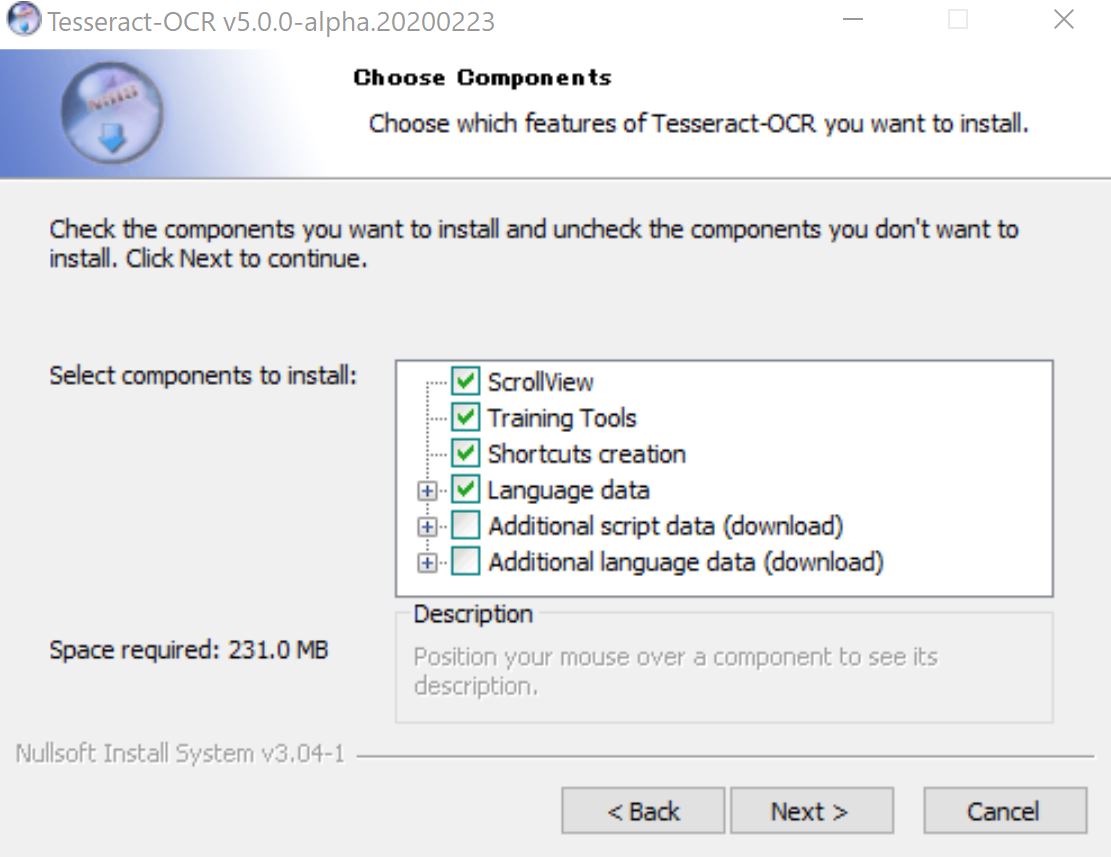 Tesseract-OCR v5.0.0-alpha.20200223
NSIS
Choose Components
Choose which features of Tesseract-OCR you want to install.
Check the components you want to install and uncheck the components you don't want to
install. Click Next to continue.
Select components to install:
ScrollView
Training Tools
Shortcuts creation
Language data
Additional script data (download)
Additional language data (download)
Space required: 231.0 MB
Description
Position your mouse over a component to see its
description.
Nullsoft Install System v3.04-1
< Back
Next >
Cancel